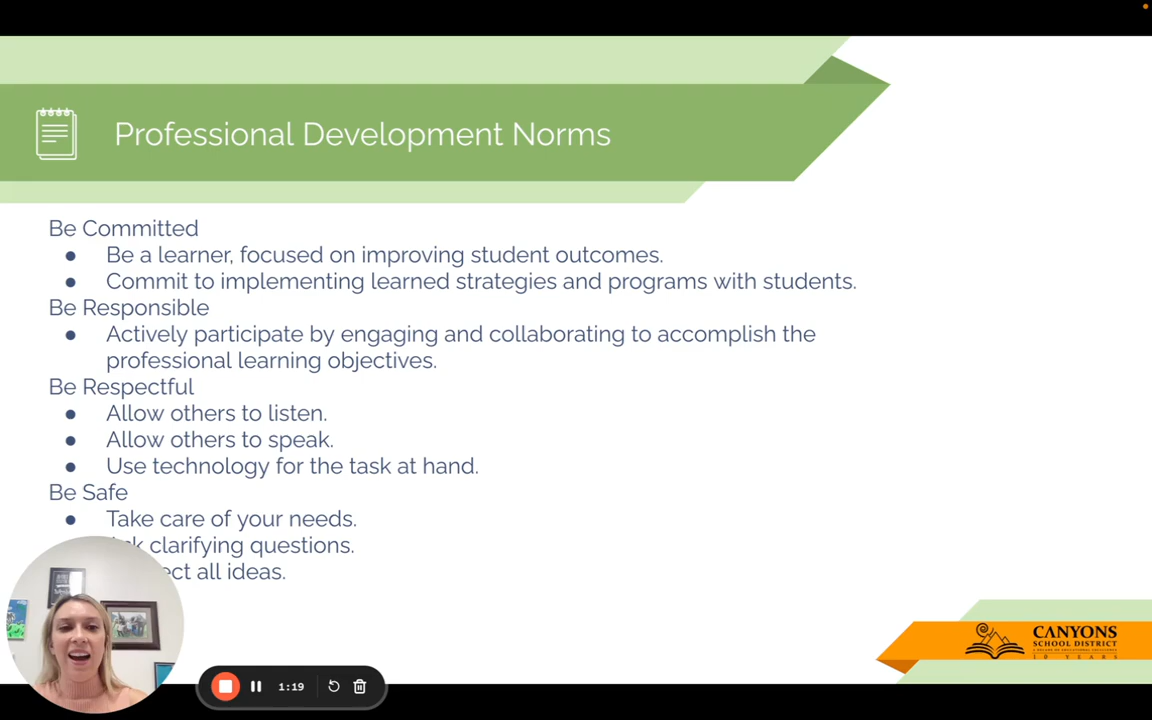 Professional Development Norms
Be Committed
● Be a learner, focused on improving student outcomes.
● Commit to implementing learned strategies and programs with students.
Be Responsible
● Actively participate by engaging and collaborating to accomplish the
professional learning objectives.
Be Respectful
● Allow others to listen.
● Allow others to speak.
● Use technology for the task at hand.
Be Safe
● Take care of your needs.
clarifying questions.
all ideas.
CANYONS
SCHOOL DISTRICT
10 YEARS
1:19